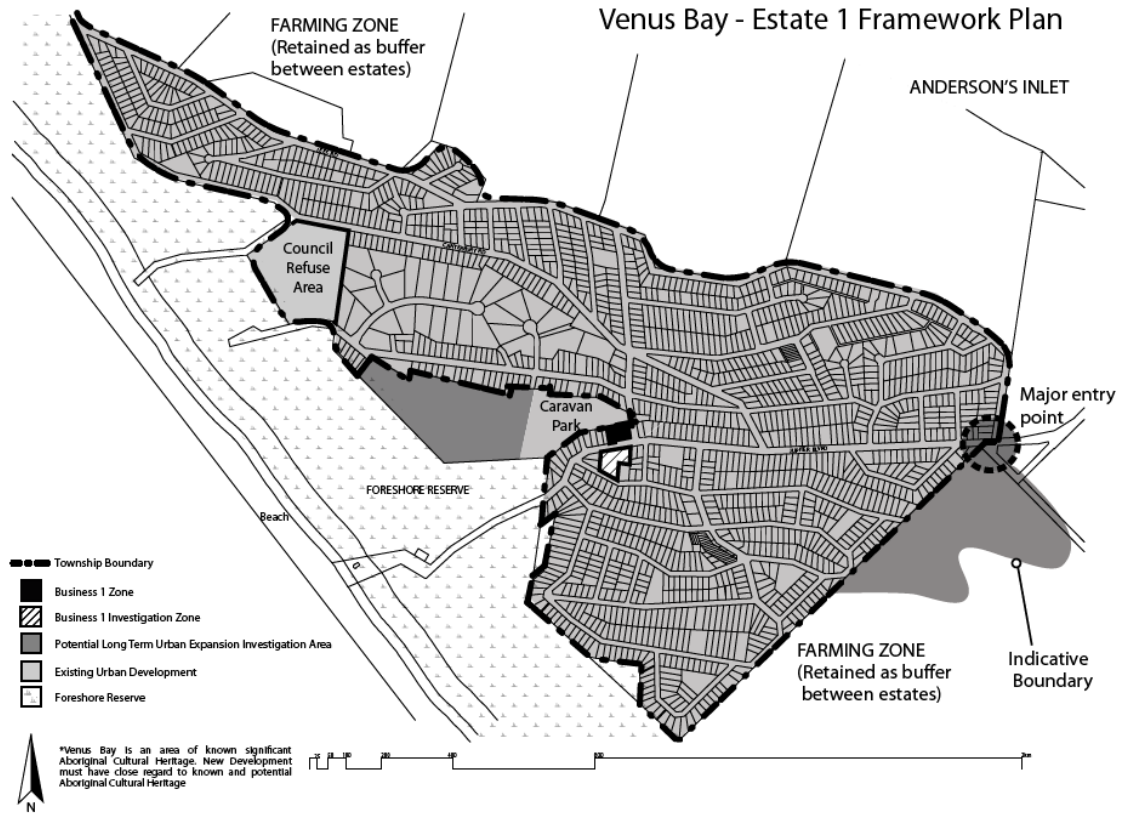 Venus Bay - Estate 1 Framework Plan
FARMING ZONE
(Retained as buffer
between estates)
ANDERSON'S INLET
Council
Refuse
Area
Caravan
Park
Major entry
point
FORESHORE RESERVE
Beach
FARMING ZONE
(Retained as buffer
between estates)
Indicative
Boundary
Township Boundary
Business 1 Zone
Business 1 Investigation Zone
Potential Long Term Urban Expansion Investigation Area
Existing Urban Development
Foreshore Reserve
N
*Venus Bay is an area of known significant
Aboriginal Cultural Heritage. New Development
must have close regard to known and potential
Aboriginal Cultural Heritage